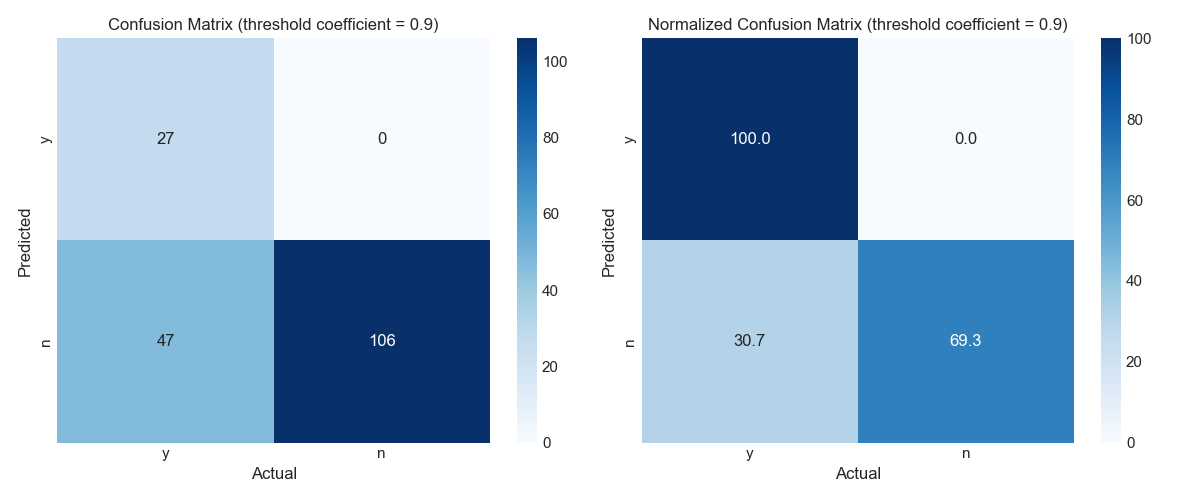 Confusion Matrix (threshold coefficient = 0.9)
Predicted
y
n
27
0
47
106
y
n
Actual
100
80
60
40
20
0
Normalized Confusion Matrix (threshold coefficient = 0.9)
Predicted
y
n
100.0
0.0
30.7
69.3
y
n
Actual
100
80
60
40
20
0